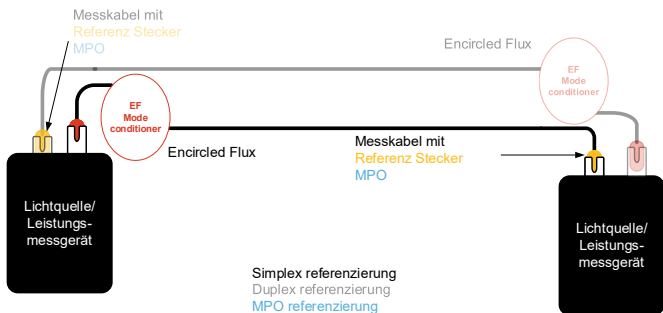 Messkabel mit
Referenz Stecker
MPO
Encircled Flux
EF
Mode
conditioner
EF
Mode
conditioner
Encircled Flux
Messkabel mit
Referenz Stecker
MPO
Lichtquelle/
Leistungs-
messgerät
Lichtquelle/
Leistungs-
messgerät
Simplex referenzierung
Duplex referenzierung
MPO referenzierung